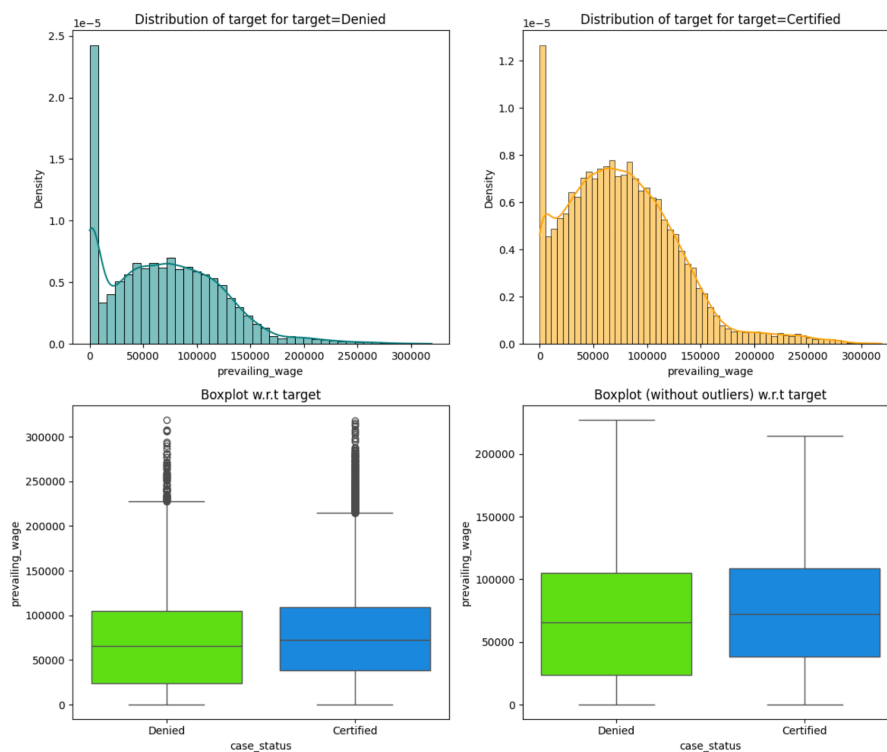 Distribution of target for target=Denied
1e−5
2.5
2.0
1.5
1.0
0.5
0.0
Density
0
50000
100000
150000
200000
250000
300000
prevailing_wage
Distribution of target for target=Certified
1e−5
1.2
1.0
0.8
0.6
0.4
0.2
0.0
Density
0
50000
100000
150000
200000
250000
300000
prevailing_wage
Boxplot w.r.t target
300000
250000
200000
150000
100000
50000
0
prevailing_wage
Denied
Certified
case_status
Boxplot (without outliers) w.r.t target
200000
150000
100000
50000
0
prevailing_wage
Denied
Certified
case_status